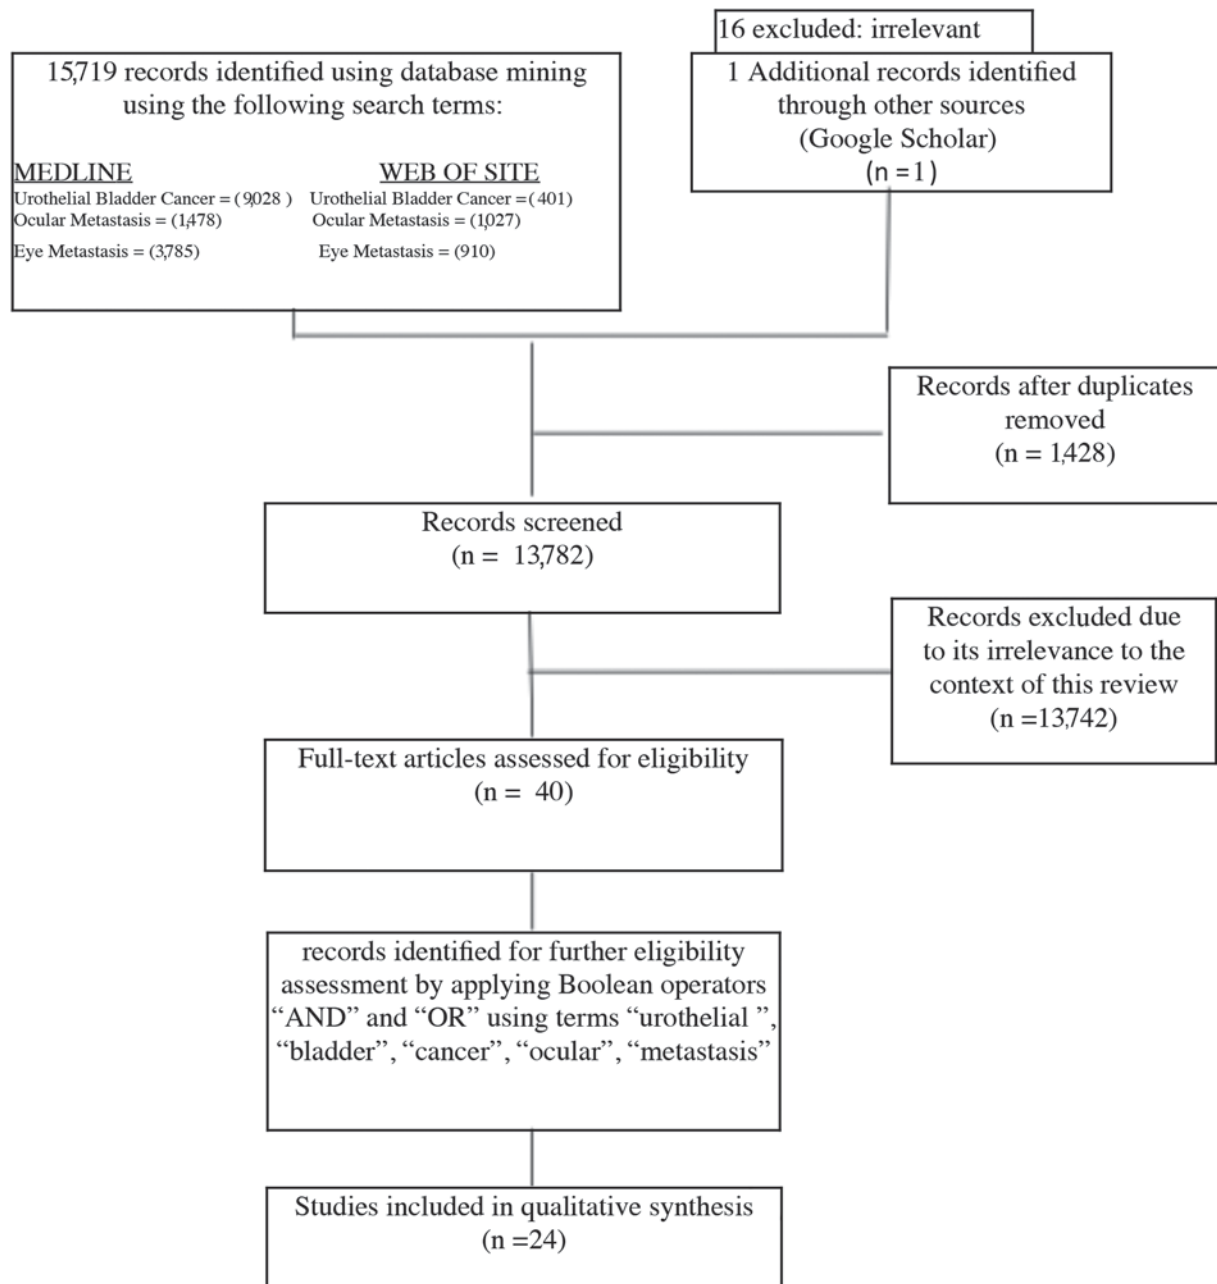 16 excluded: irrelevant
15,719 records identified using database mining
using the following search terms:
MEDLINE
Urothelial Bladder Cancer = (9,028 )
Ocular Metastasis = (1,478)
Eye Metastasis = (3,785)
WEB OF SITE
Urothelial Bladder Cancer =( 401)
Ocular Metastasis = (1,027)
Eye Metastasis = (910)
1 Additional records identified
through other sources
(Google Scholar)
(n =1)
Records after duplicates
removed
(n = 1,428)
Records screened
(n = 13,782)
Records excluded due
to its irrelevance to the
context of this review
(n =13,742)
Full-text articles assessed for eligibility
(n = 40)
records identified for further eligibility
assessment by applying Boolean operators
“AND” and “OR” using terms “urothelial ”,
“bladder”, “cancer”, “ocular”, “metastasis”
Studies included in qualitative synthesis
(n =24)